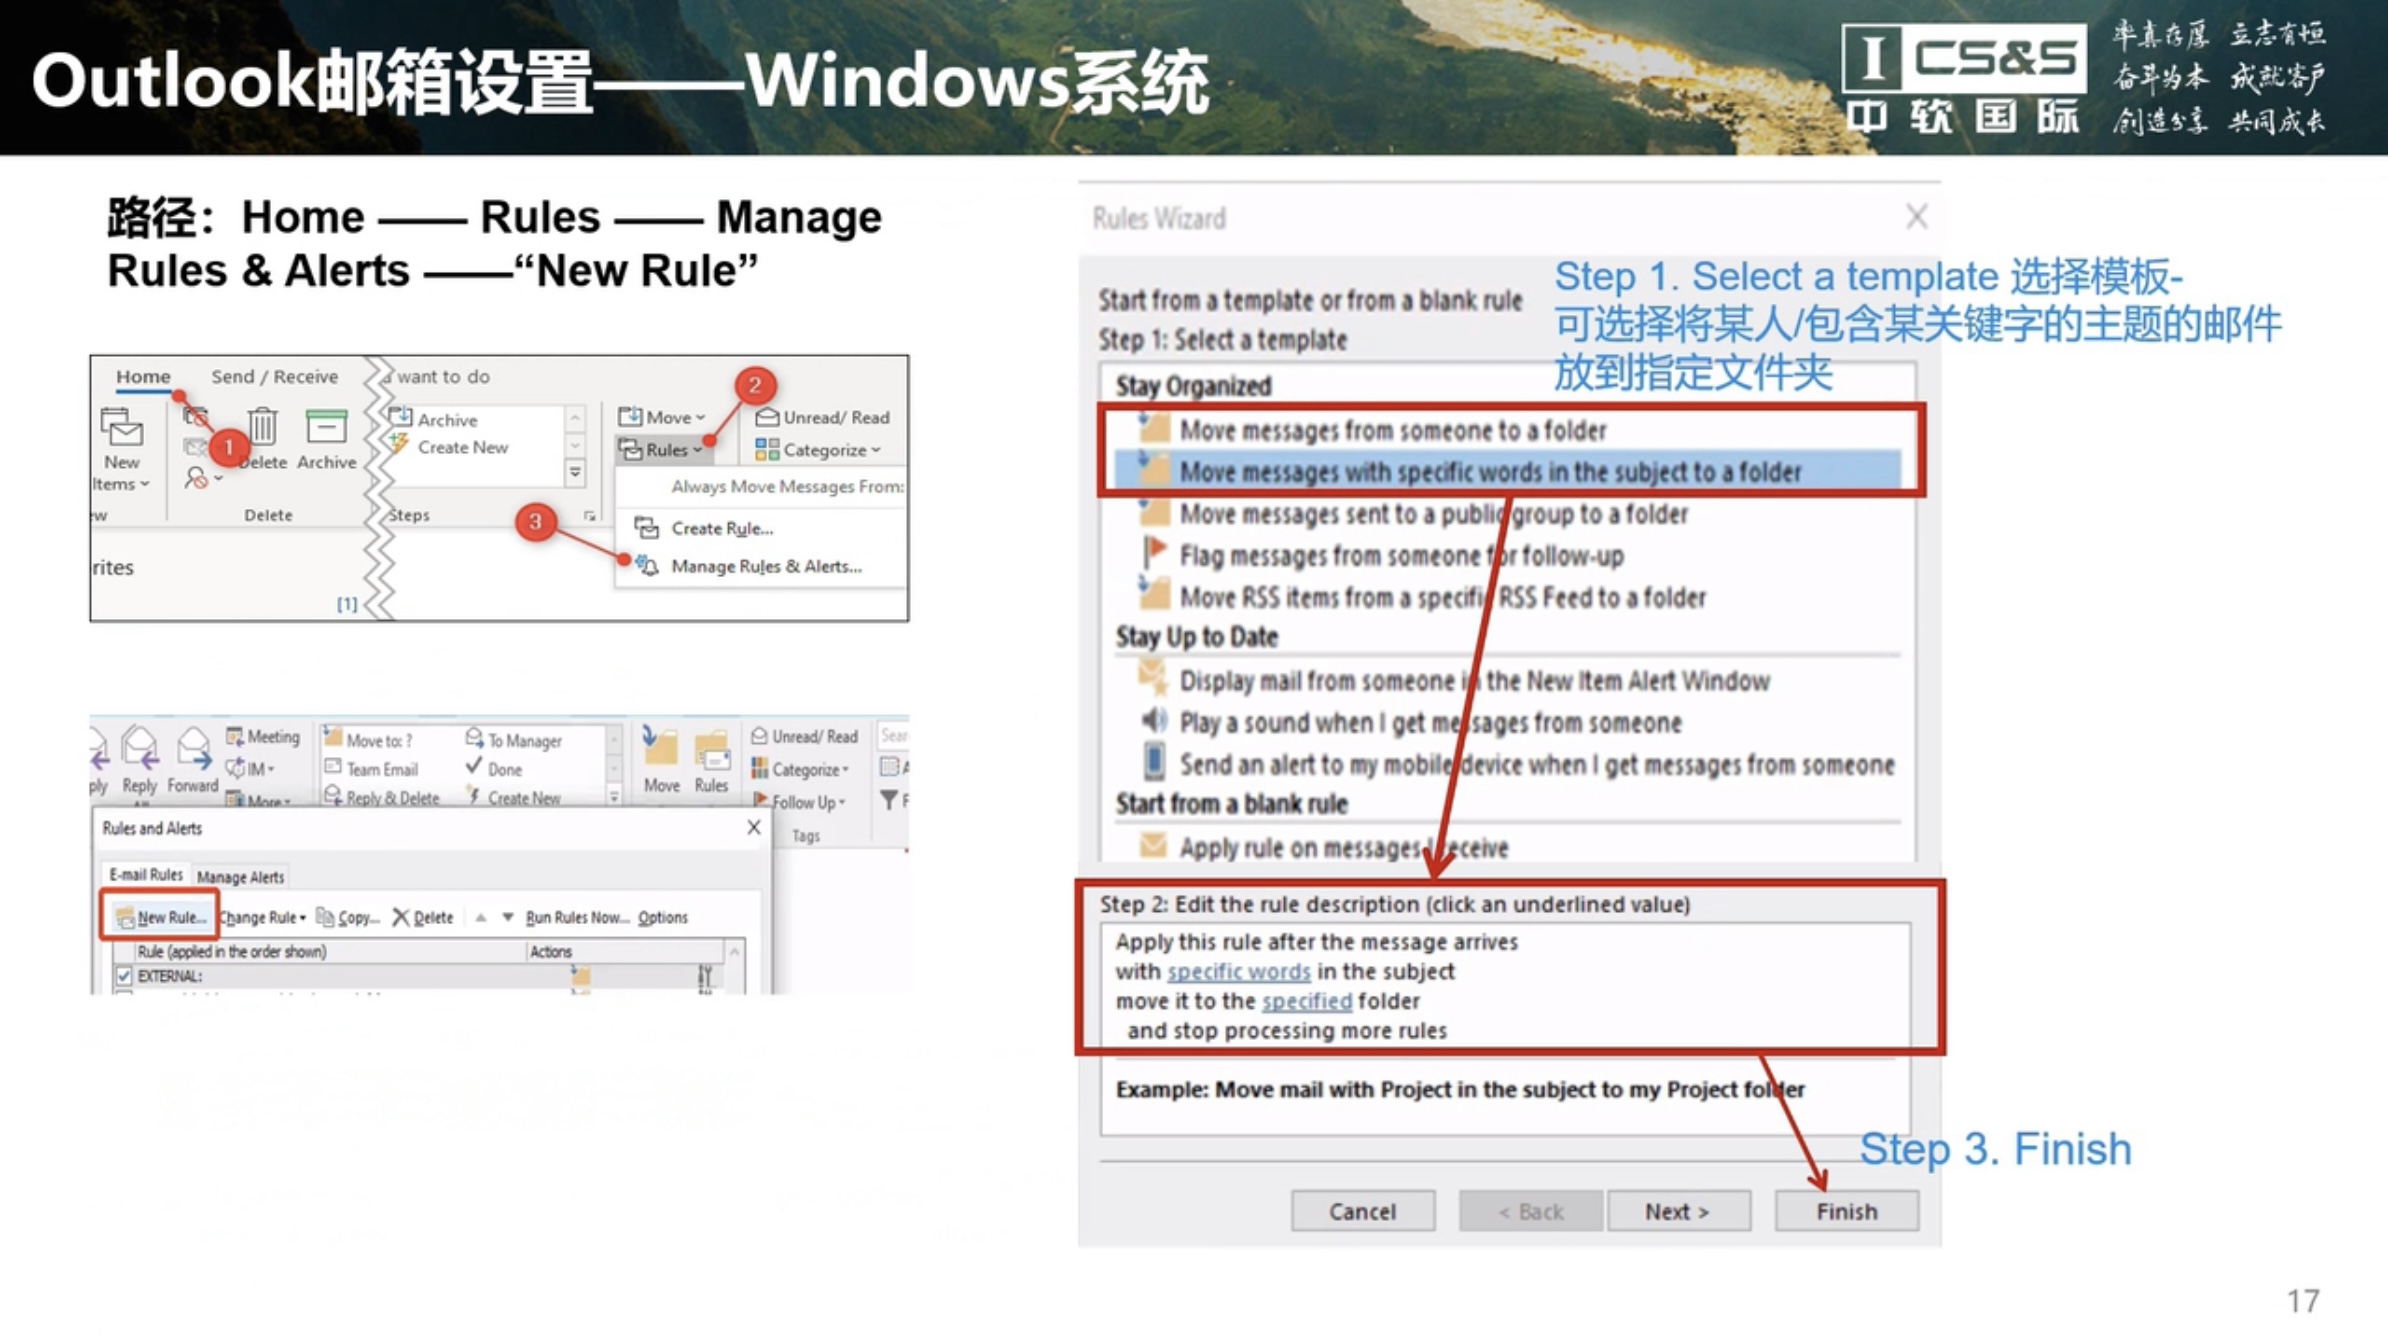 Outlook邮箱设置——Windows系统
I CS&S
中软国际
率真存厚 立志有恒
奋斗为本 成就客户
创造分享 共同成长
路径：Home —— Rules —— Manage
Rules & Alerts ——“New Rule”
Home Send / Receive want to do
1
2
3
New
Items
Delete Archive
Archive
Create New
Move
Rules
Unread/ Read
Categorize
Always Move Messages From:
Create Rule...
Manage Rules & Alerts...
ew
Delete
Steps
rites
[1]
ply
Reply
Forward
Meeting
IM
More
Move to: ?
Team Email
Reply & Delete
To Manager
Done
Create New
Move
Rules
Unread/ Read
Categorize
Follow Up
Tags
Sear
Rules and Alerts
E-mail Rules Manage Alerts
New Rule... Change Rule Copy... Delete Run Rules Now... Options
Rule (applied in the order shown) Actions
EXTERNAL:
Rules Wizard
Start from a template or from a blank rule
Step 1: Select a template
Step 1. Select a template 选择模板-
可选择将某人/包含某关键字的主题的邮件
放到指定文件夹
Stay Organized
Move messages from someone to a folder
Move messages with specific words in the subject to a folder
Move messages sent to a public group to a folder
Flag messages from someone for follow-up
Move RSS items from a specific RSS Feed to a folder
Stay Up to Date
Display mail from someone in the New Item Alert Window
Play a sound when I get messages from someone
Send an alert to my mobile device when I get messages from someone
Start from a blank rule
Apply rule on messages I receive
Step 2: Edit the rule description (click an underlined value)
Apply this rule after the message arrives
with specific words in the subject
move it to the specified folder
and stop processing more rules
Example: Move mail with Project in the subject to my Project folder
Step 3. Finish
Cancel < Back Next > Finish
17